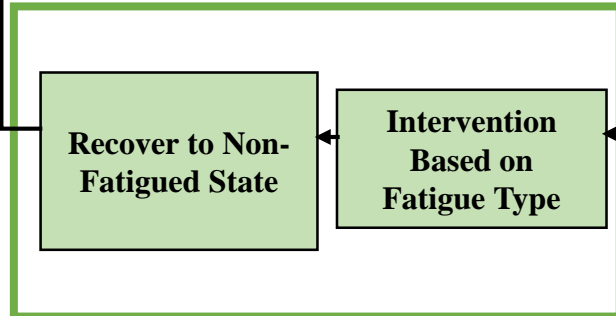 Recover to Non-
Fatigued State
Intervention
Based on
Fatigue Type